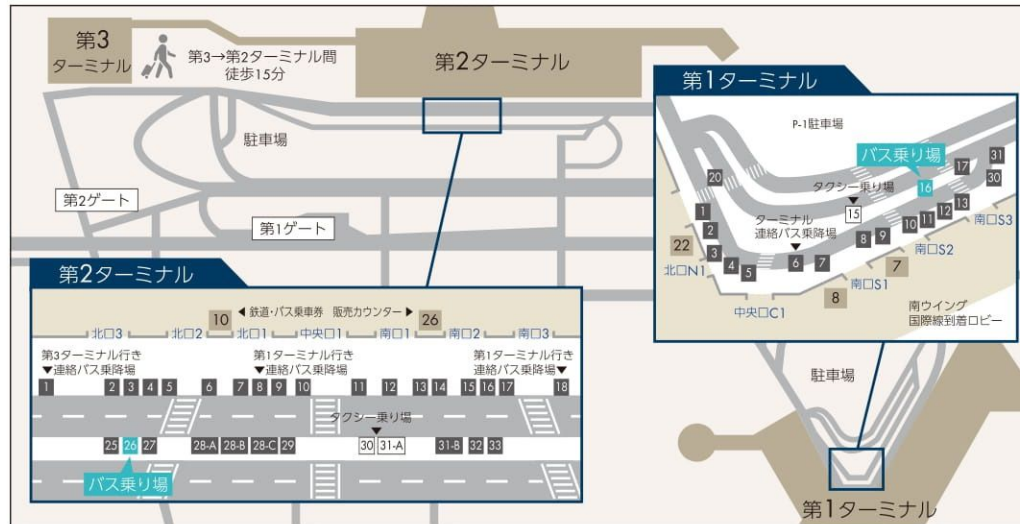 第3
ターミナル
第3→第2ターミナル間
徒歩15分
第2ターミナル
駐車場
第2ゲート
第1ゲート
第1ターミナル
P-1駐車場
バス乗り場
31
17
30
20
タクシー乗り場
16
15
13
12
11
10
9
8
1
2
3
4
5
ターミナル
連絡バス乗降場
6
7
22
北口N1
中央口C1
8
南口S1
7
南口S2
南口S3
南ウイング
国際線到着ロビー
第2ターミナル
10
◀ 鉄道・バス乗車券 販売カウンター ▶
26
北口3
北口2
北口1
中央口1
南口1
南口2
南口3
第3ターミナル行き
▼連絡バス乗降場
第1ターミナル行き
▼連絡バス乗降場
第1ターミナル行き
連絡バス乗降場▼
1 2 3 4 5 6 7 8 9 10 11 12 13 14 15 16 17 18
タクシー乗り場
25 26 27 28-A 28-B 28-C 29 30 31-A 31-B 32 33
バス乗り場
駐車場
第1ターミナル